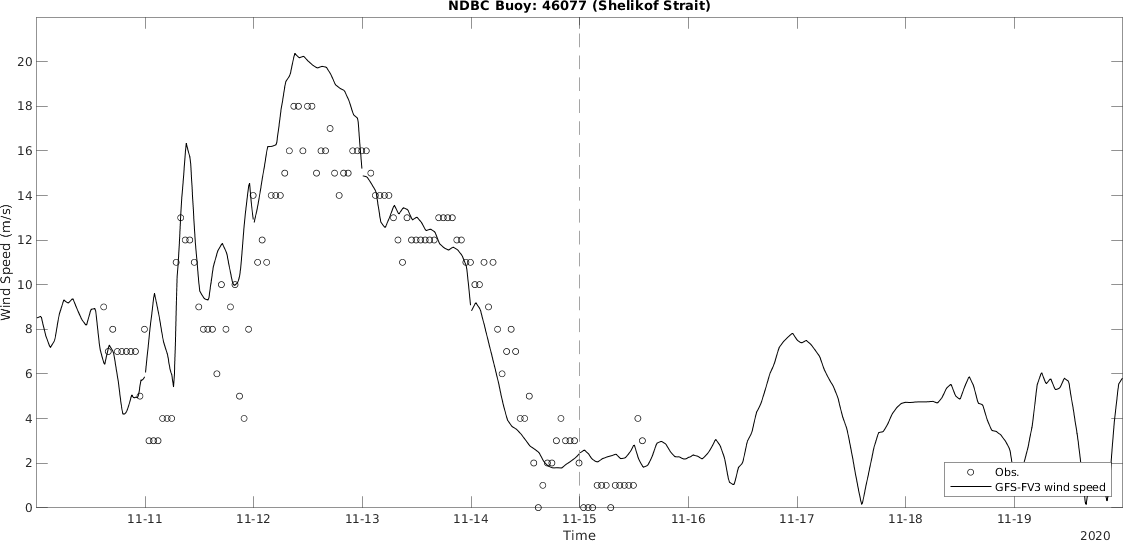 NDBC Buoy: 46077 (Shelikof Strait)
Wind Speed (m/s)
20
18
16
14
12
10
8
6
4
2
0
11-11 11-12 11-13 11-14 11-15 11-16 11-17 11-18 11-19
Time
2020
Obs.
GFS-FV3 wind speed